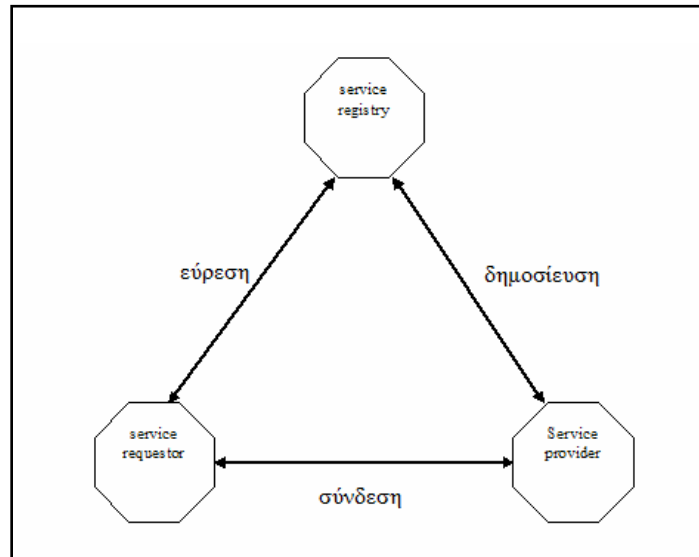 service
registry
εύρεση
δημοσίευση
service
requestor
Service
provider
σύνδεση